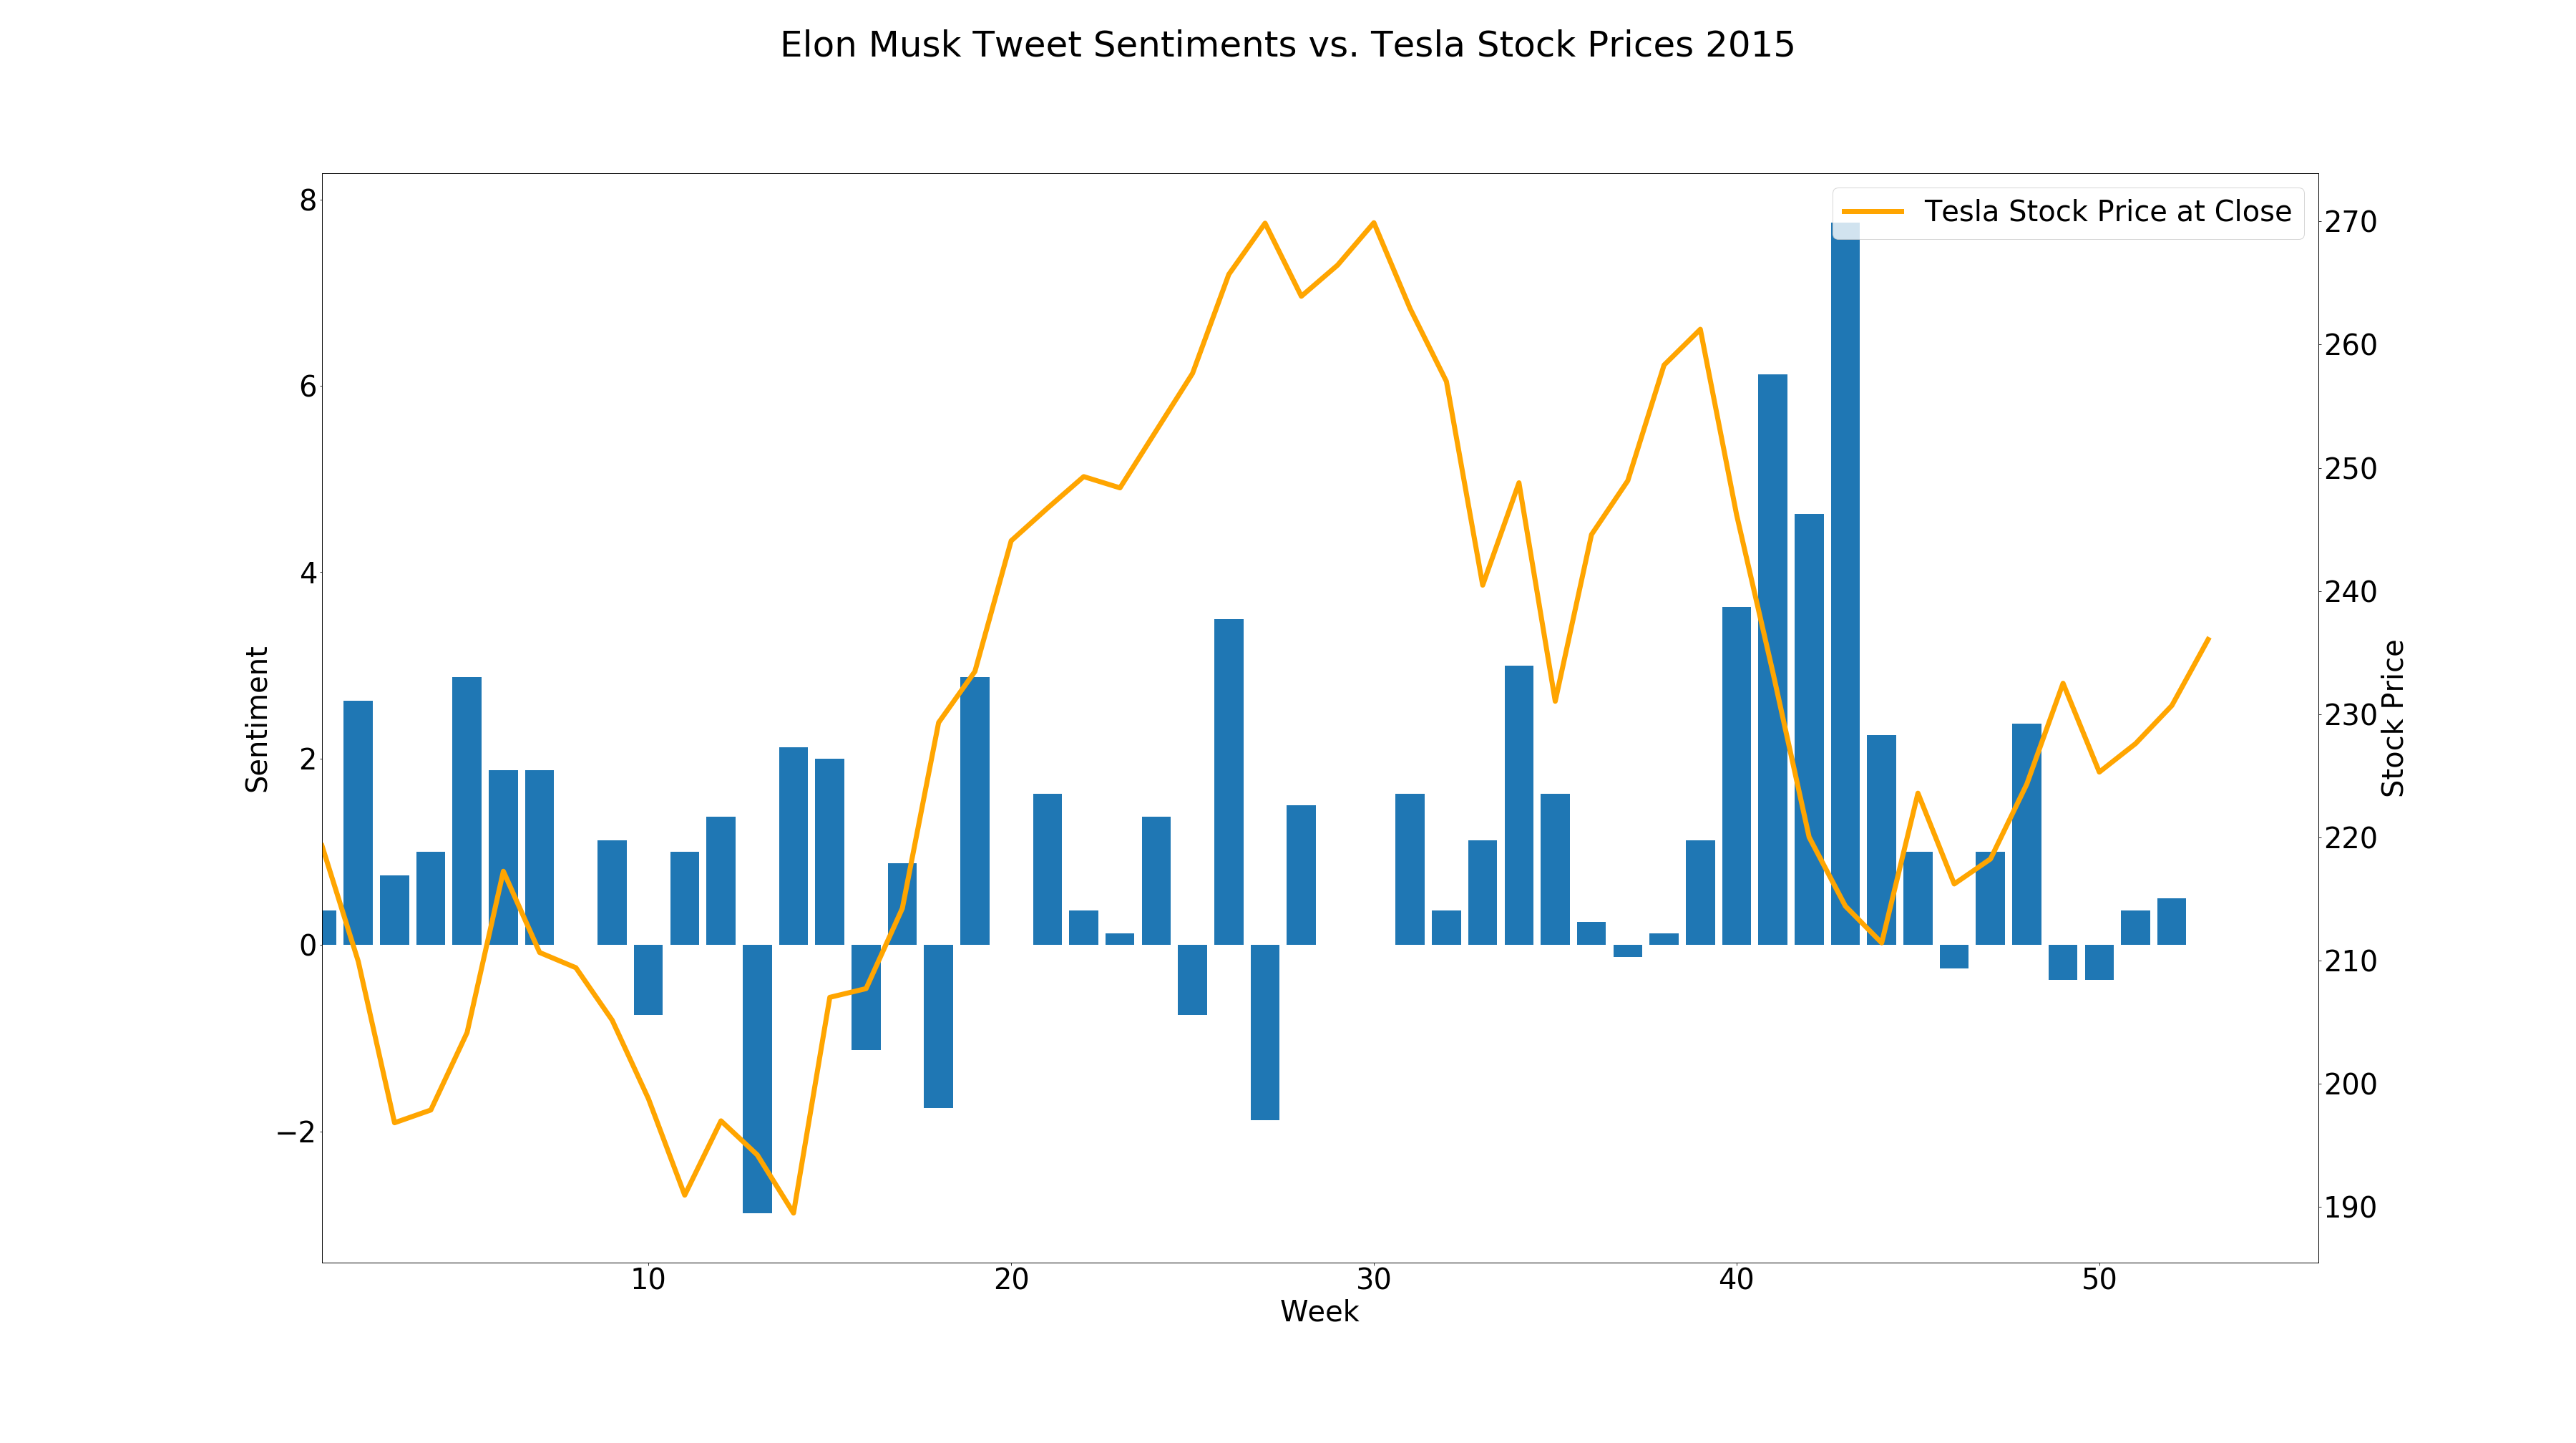 Elon Musk Tweet Sentiments vs. Tesla Stock Prices 2015
Tesla Stock Price at Close
8
6
4
2
0
−2
Sentiment
270
260
250
240
230
220
210
200
190
Stock Price
10 20 30 40 50
Week